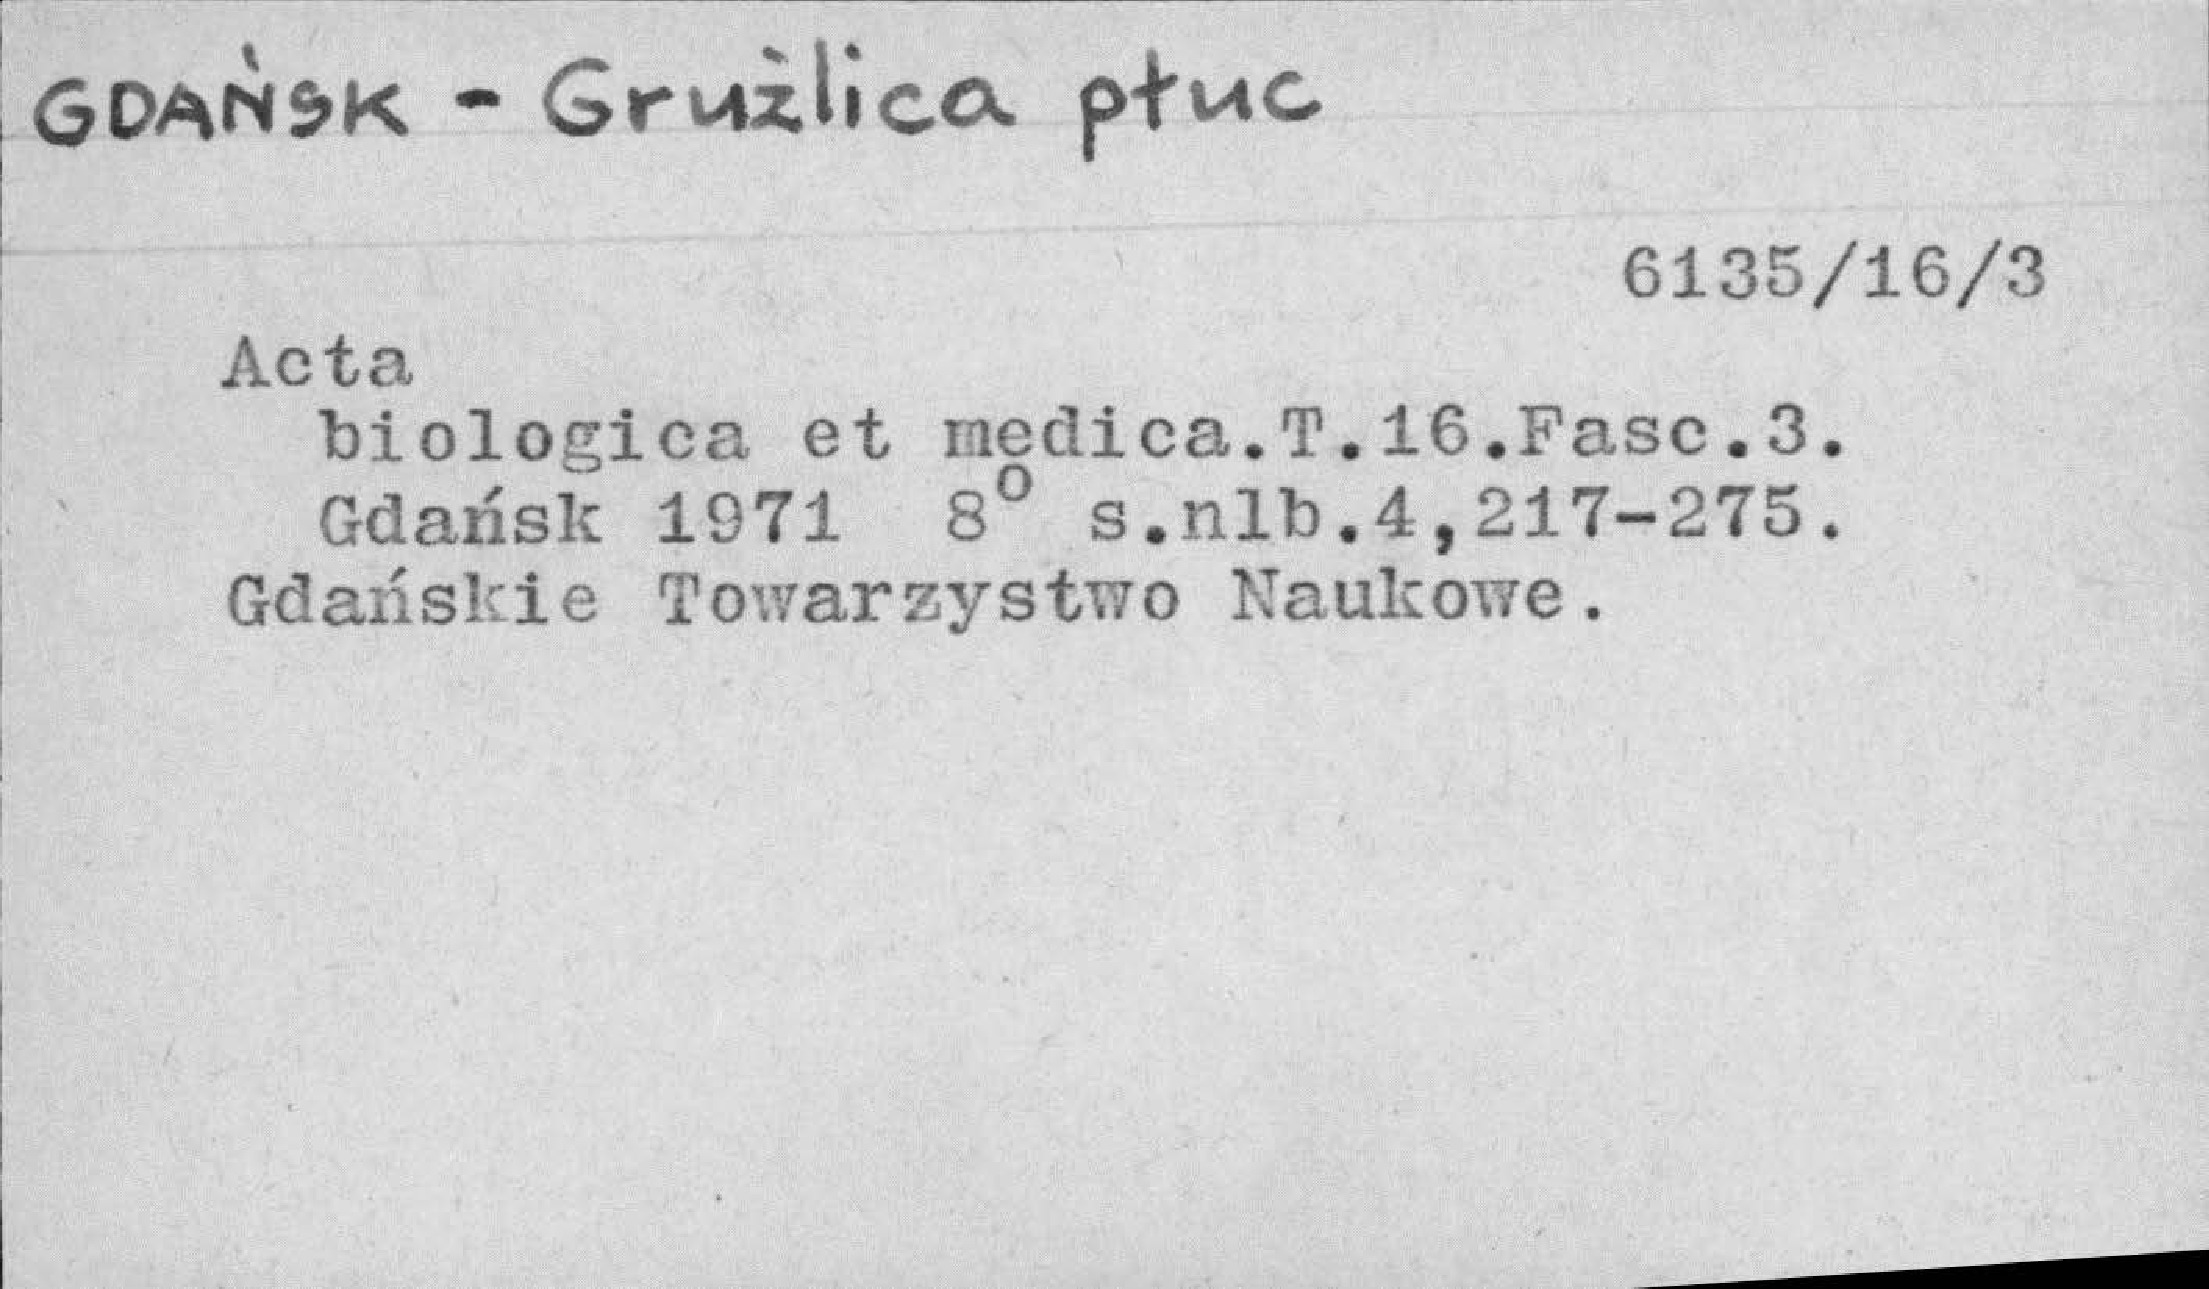 GDAŃSK - Gruźlica płuc
6135/16/3
Acta
biologica et medica.T.16.Fasc.3.
Gdańsk 1971 8° s.nlb.4,217-275.
Gdańskie Towarzystwo Naukowe.